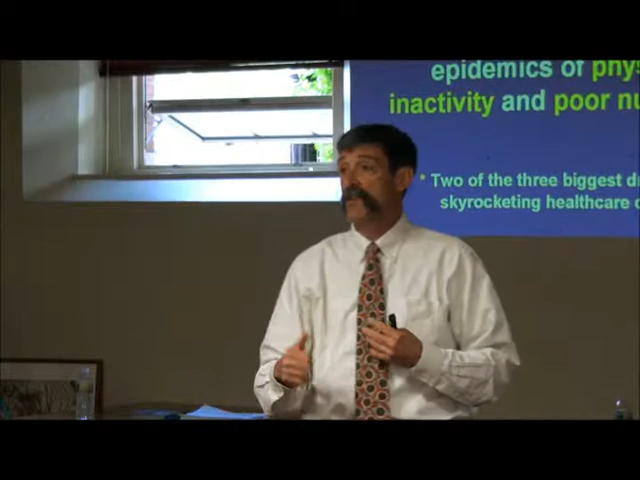 epidemics of
inactivity and poor
* Two of the three biggest
skyrocketing healthcare